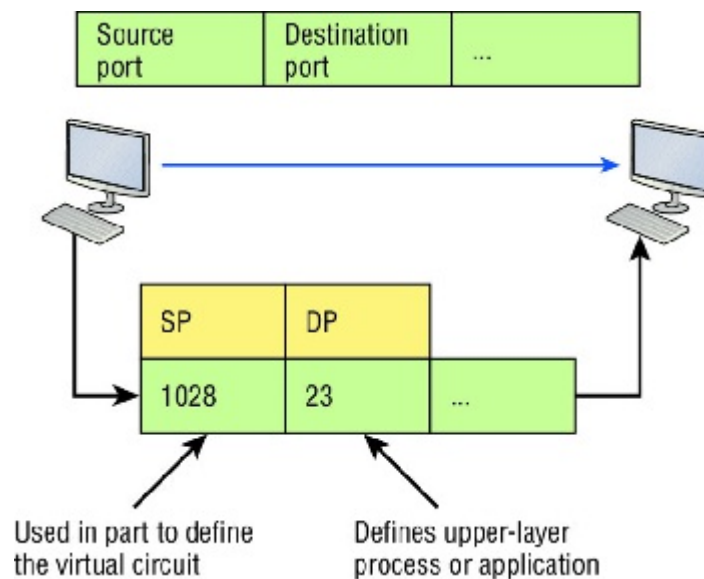 Source
port
Destination
port
...
SP
DP
1028
23
...
Used in part to define
the virtual circuit
Defines upper-layer
process or application